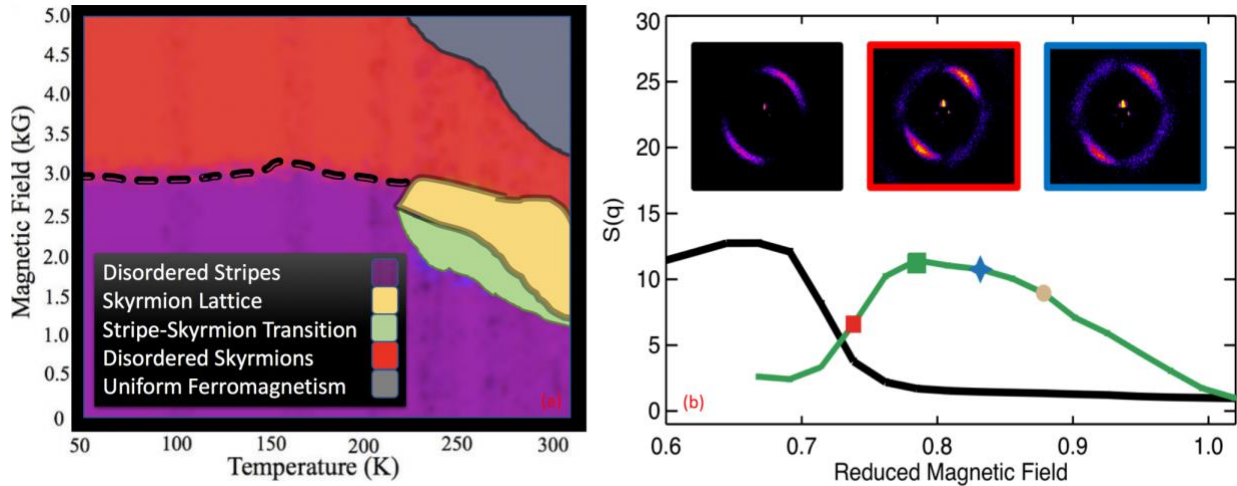 5.0
4.5
4.0
3.5
3.0
2.5
2.0
1.5
1.0
0.5
0
Magnetic Field (kG)
Disordered Stripes
Skyrmion Lattice
Stripe-Skyrmion Transition
Disordered Skyrmions
Uniform Ferromagnetism
(a)
50 100 150 200 250 300
Temperature (K)
30
25
20
15
10
5
0
S(q)
(b)
0.6 0.7 0.8 0.9 1.0
Reduced Magnetic Field